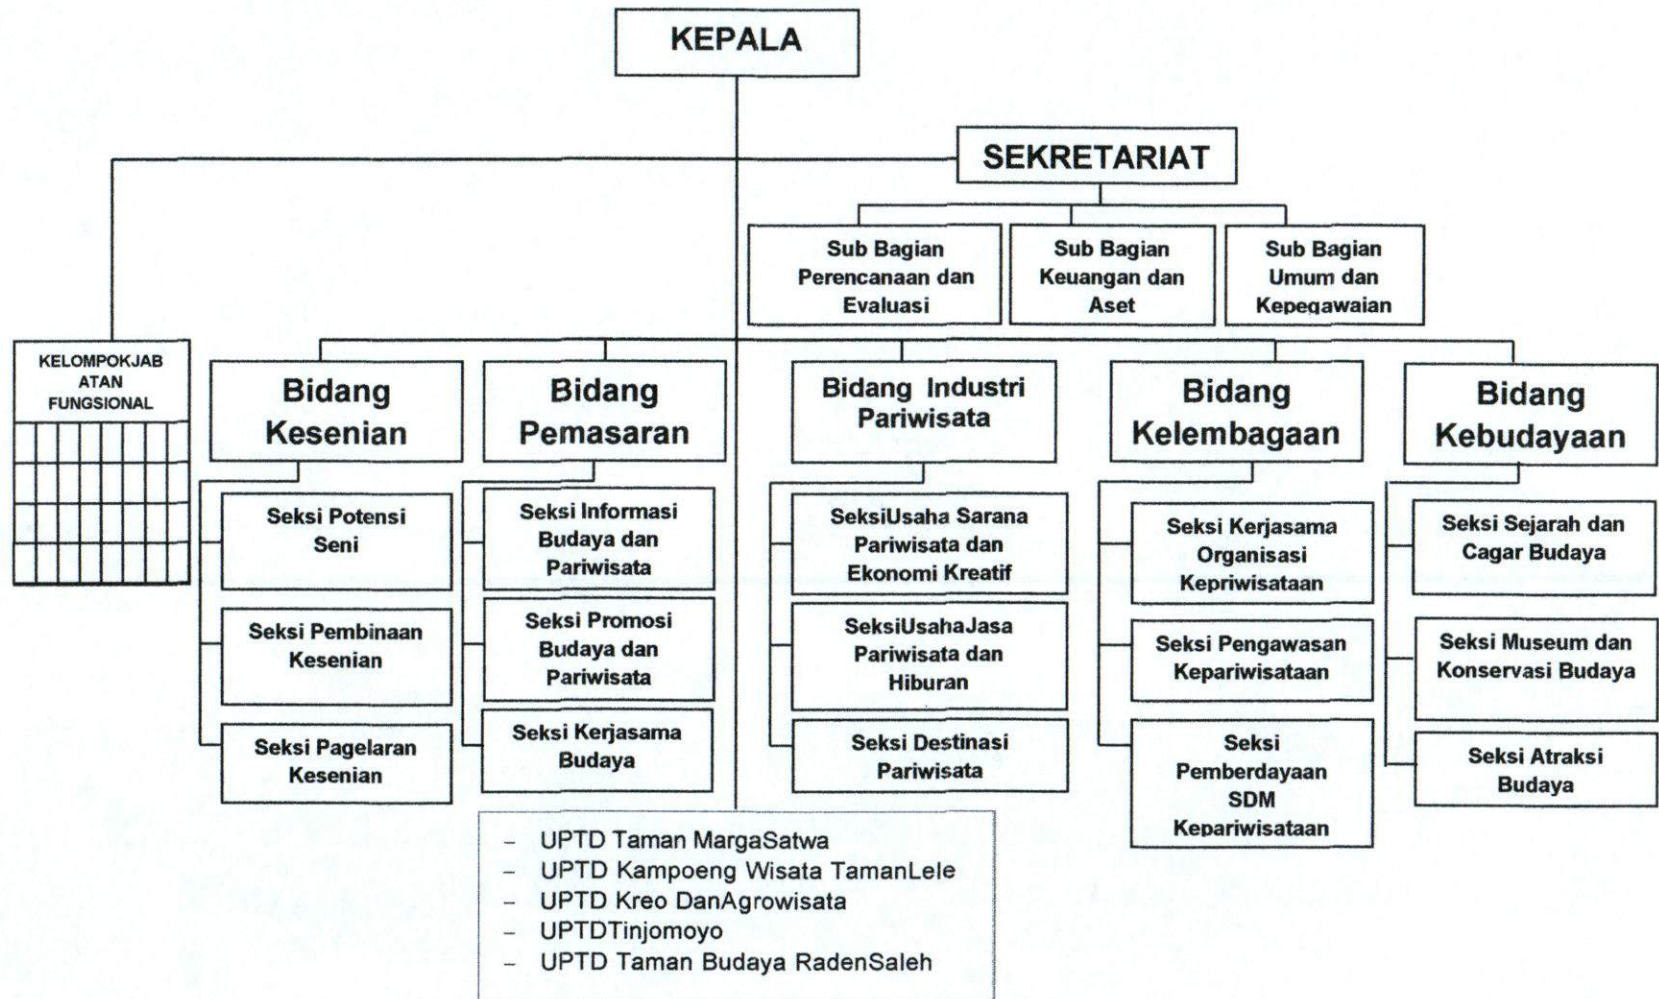 KEPALA
SEKRETARIAT
Sub Bagian
Perencanaan dan
Evaluasi
Sub Bagian
Keuangan dan
Aset
Sub Bagian
Umum dan
Kepegawaian
KELOMPOKJAB
ATAN
FUNGSIONAL
Bidang
Kesenian
Bidang
Pemasaran
Bidang Industri
Pariwisata
Bidang
Kelembagaan
Bidang
Kebudayaan
Seksi Potensi
Seni
Seksi Pembinaan
Kesenian
Seksi Pagelaran
Kesenian
Seksi Informasi
Budaya dan
Pariwisata
Seksi Promosi
Budaya dan
Pariwisata
Seksi Kerjasama
Budaya
SeksiUsaha Sarana
Pariwisata dan
Ekonomi Kreatif
SeksiUsahaJasa
Pariwisata dan
Hiburan
Seksi Destinasi
Pariwisata
Seksi Kerjasama
Organisasi
Kepriwisataan
Seksi Pengawasan
Kepariwisataan
Seksi
Pemberdayaan
SDM
Kepariwisataan
Seksi Sejarah dan
Cagar Budaya
Seksi Museum dan
Konservasi Budaya
Seksi Atraksi
Budaya
– UPTD Taman MargaSatwa
– UPTD Kampoeng Wisata TamanLele
– UPTD Kreo DanAgrowisata
– UPTDTinjomoyo
– UPTD Taman Budaya RadenSaleh